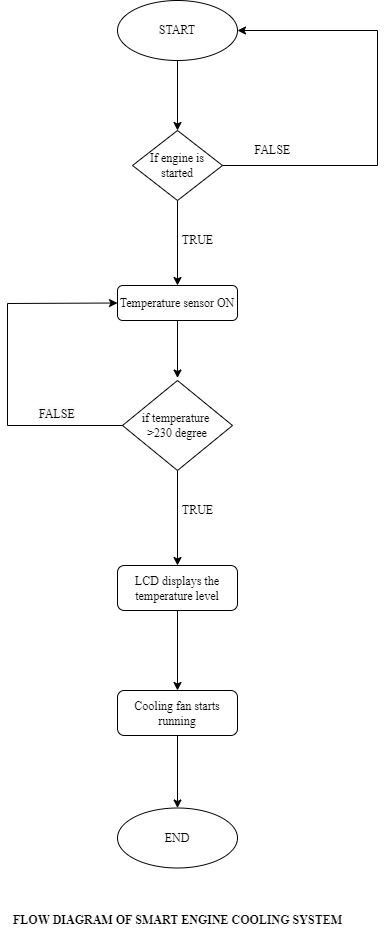 START
If engine is
started
FALSE
TRUE
Temperature sensor ON
FALSE
if temperature
>230 degree
TRUE
LCD displays the
temperature level
Cooling fan starts
running
END
FLOW DIAGRAM OF SMART ENGINE COOLING SYSTEM